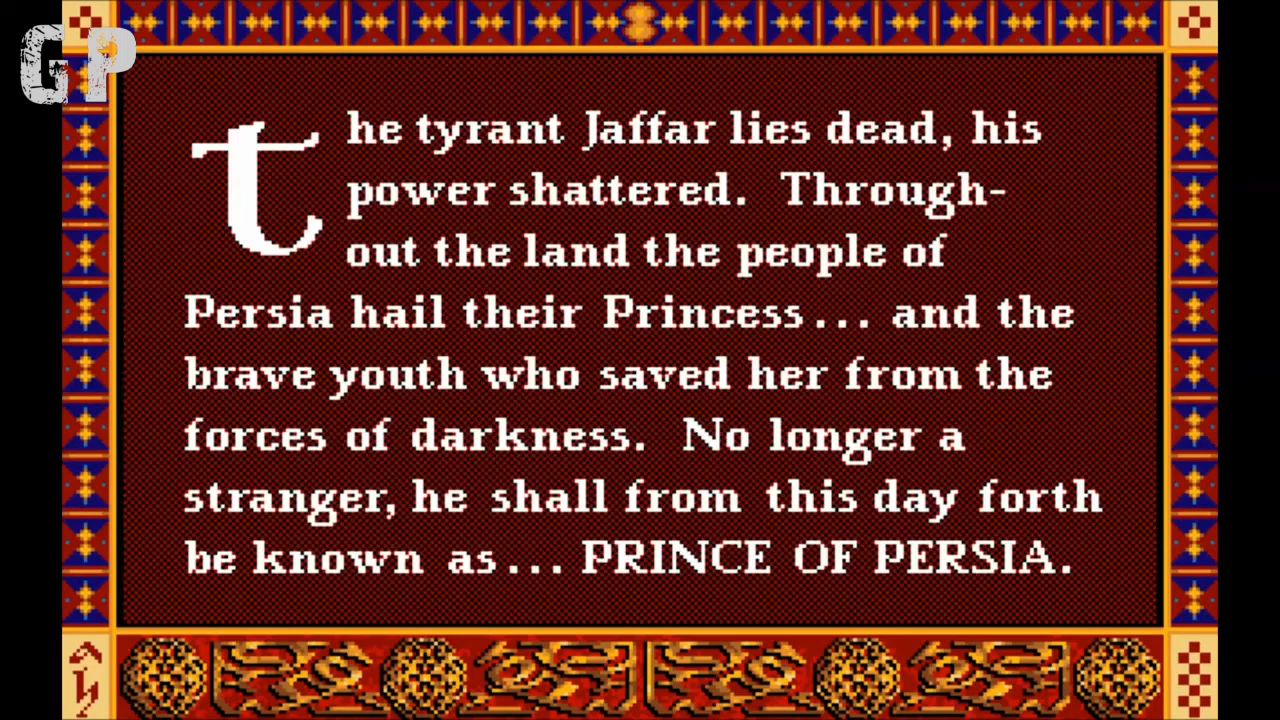 GP
the tyrant Jaffar lies dead, his
power shattered. Through-
out the land the people of
Persia hail their Princess... and the
brave youth who saved her from the
forces of darkness. No longer a
stranger, he shall from this day forth
be known as... PRINCE OF PERSIA.